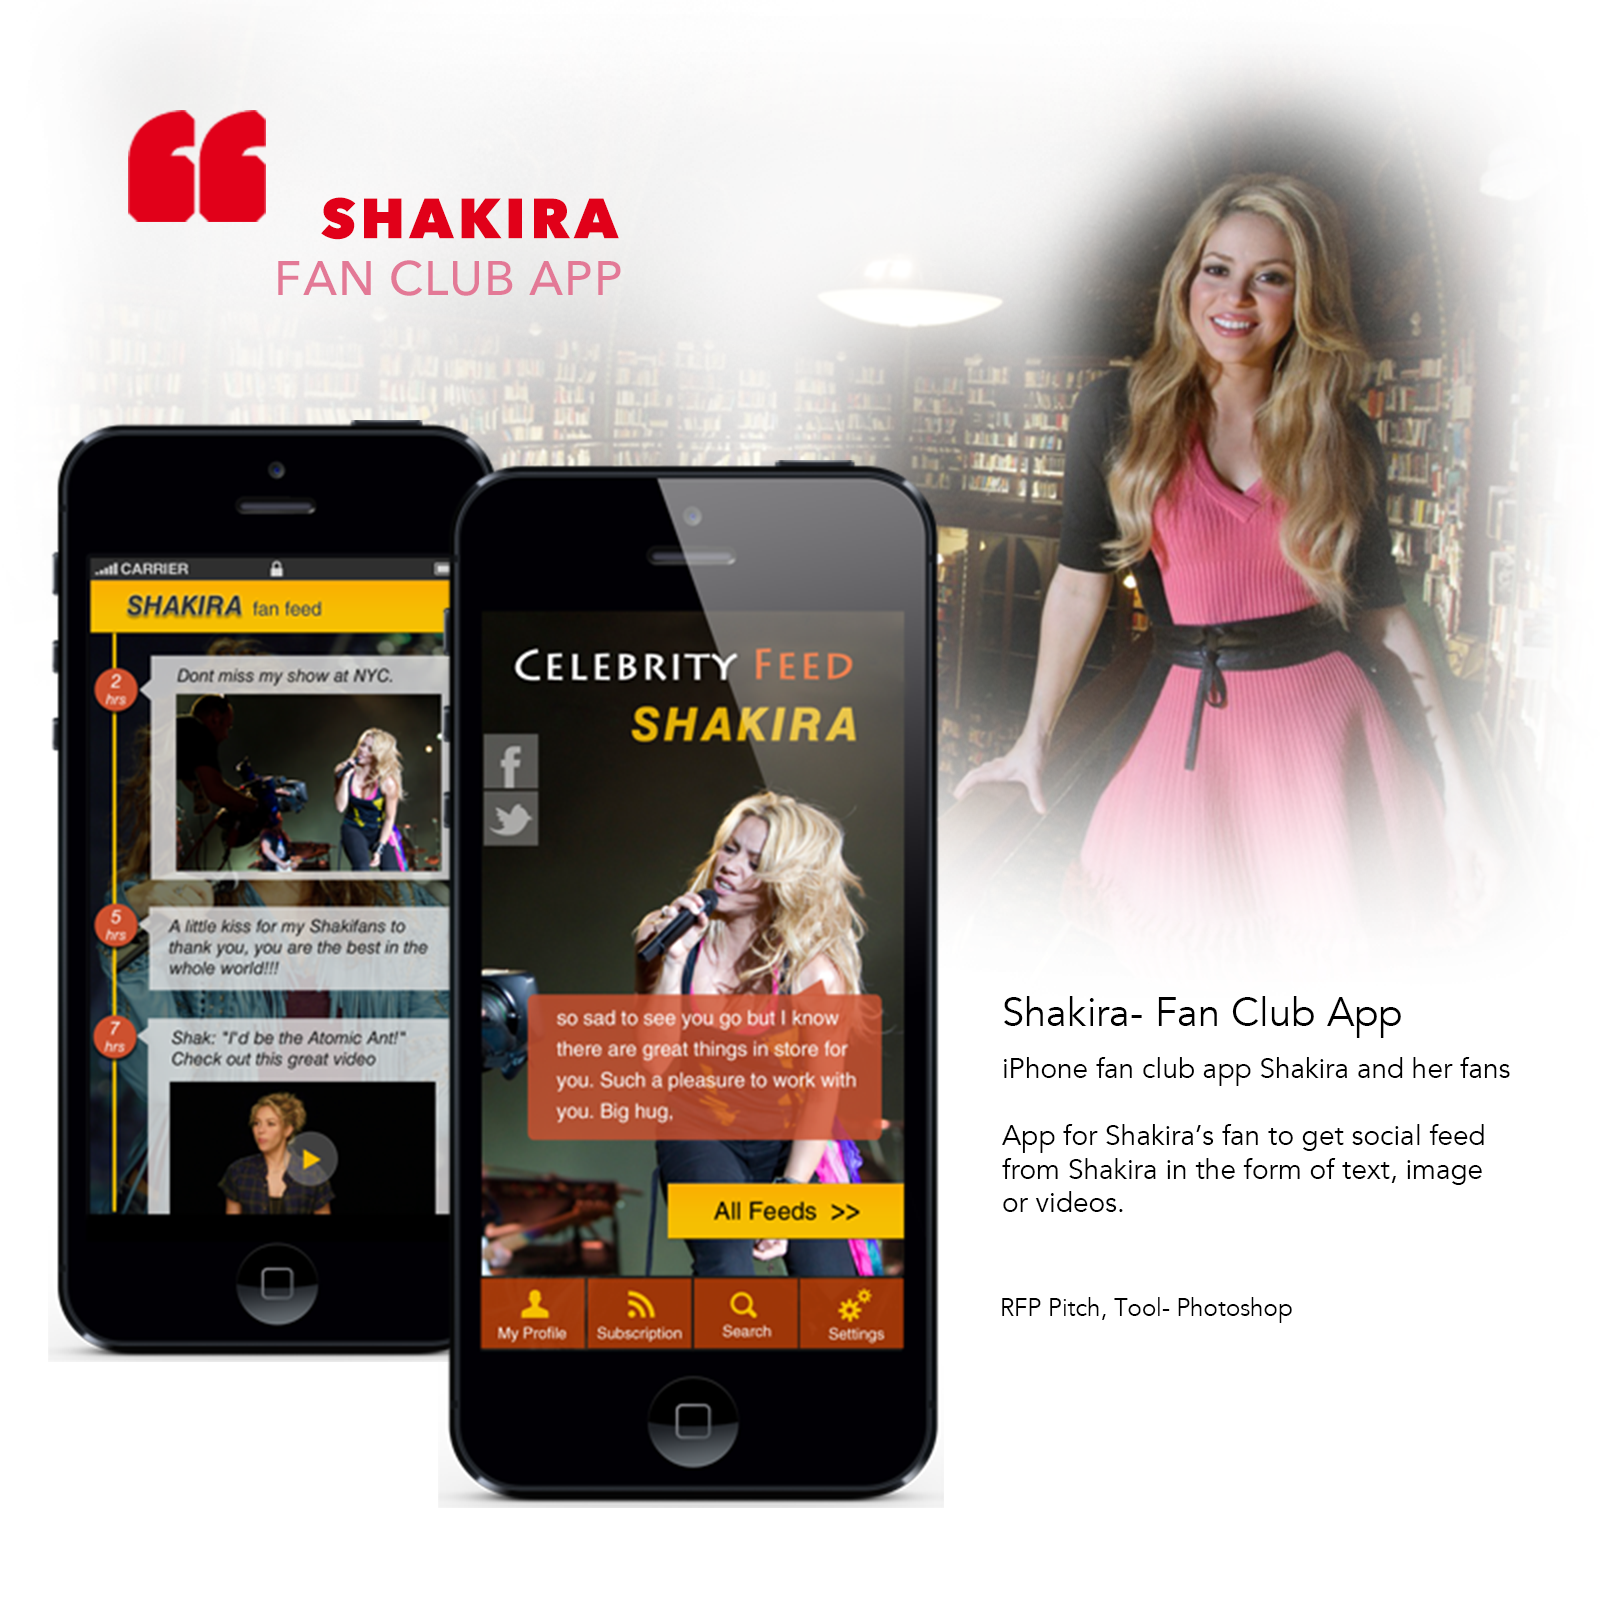 SHAKIRA
FAN CLUB APP
CARRIER
SHAKIRA fan feed
2
hrs
Dont miss my show at NYC.
5
hrs
A little kiss for my Shakifans to
thank you, you are the best in the
whole world!!!
7
hrs
Shak: "I'd be the Atomic Ant!"
Check out this great video
CELEBRITY FEED
SHAKIRA
so sad to see you go but I know
there are great things in store for
you. Such a pleasure to work with
you. Big hug,
All Feeds >>
My Profile
Subscription
Search
Settings
Shakira- Fan Club App
iPhone fan club app Shakira and her fans
App for Shakira’s fan to get social feed
from Shakira in the form of text, image
or videos.
RFP Pitch, Tool- Photoshop